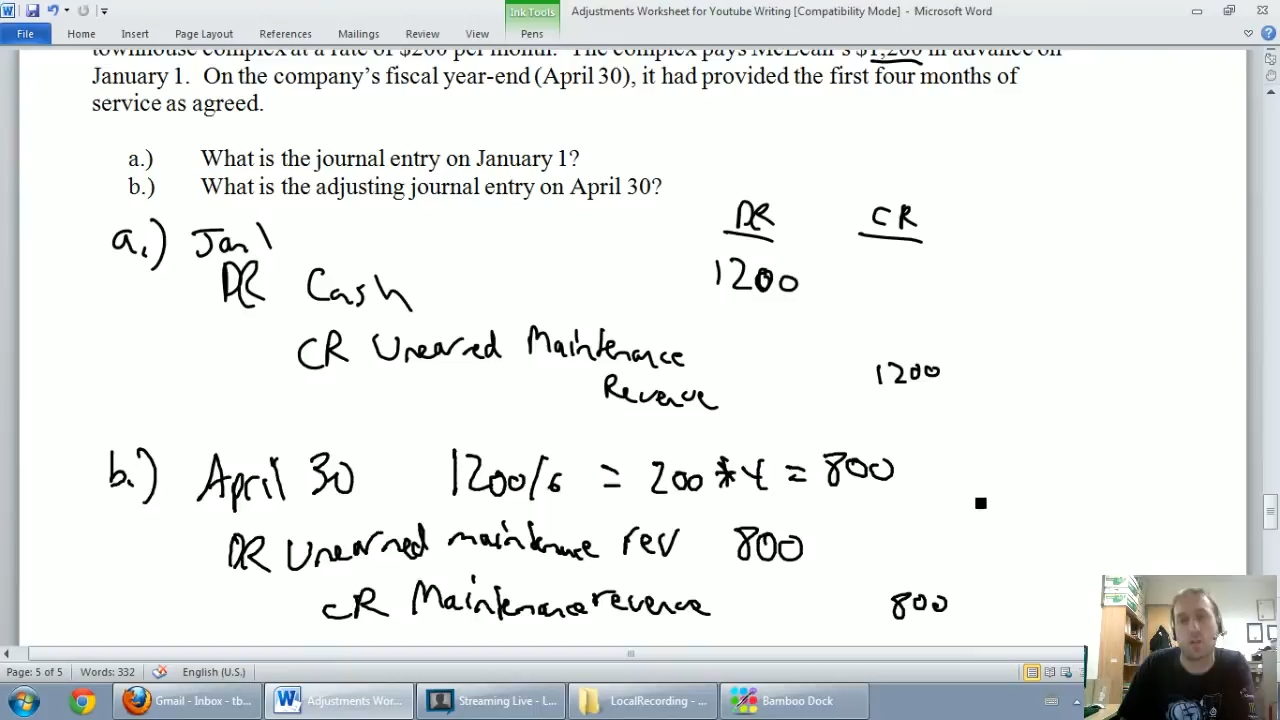 Adjustments Worksheet for Youtube Writing [Compatibility Mode] - Microsoft Word
Ink Tools
File Home Insert Page Layout References Mailings Review View Pens
townhouse complex at a rate of $200 per month. The complex pays McLean's $1,200 in advance on
January 1. On the company's fiscal year-end (April 30), it had provided the first four months of
service as agreed.
a.) What is the journal entry on January 1?
b.) What is the adjusting journal entry on April 30?
DR CR
a.) Jan 1
DR Cash 1200
CR Unearned Maintenance
Revenue 1200
b.) April 30 1200/6 = 200 * 4 = 800
DR Unearned maintenance rev 800
CR Maintenance revenue 800
Page: 5 of 5 Words: 332 English (U.S.)
Gmail - Inbox - tb... Adjustments Wor... Streaming Live - L... LocalRecording - ... Bamboo Dock